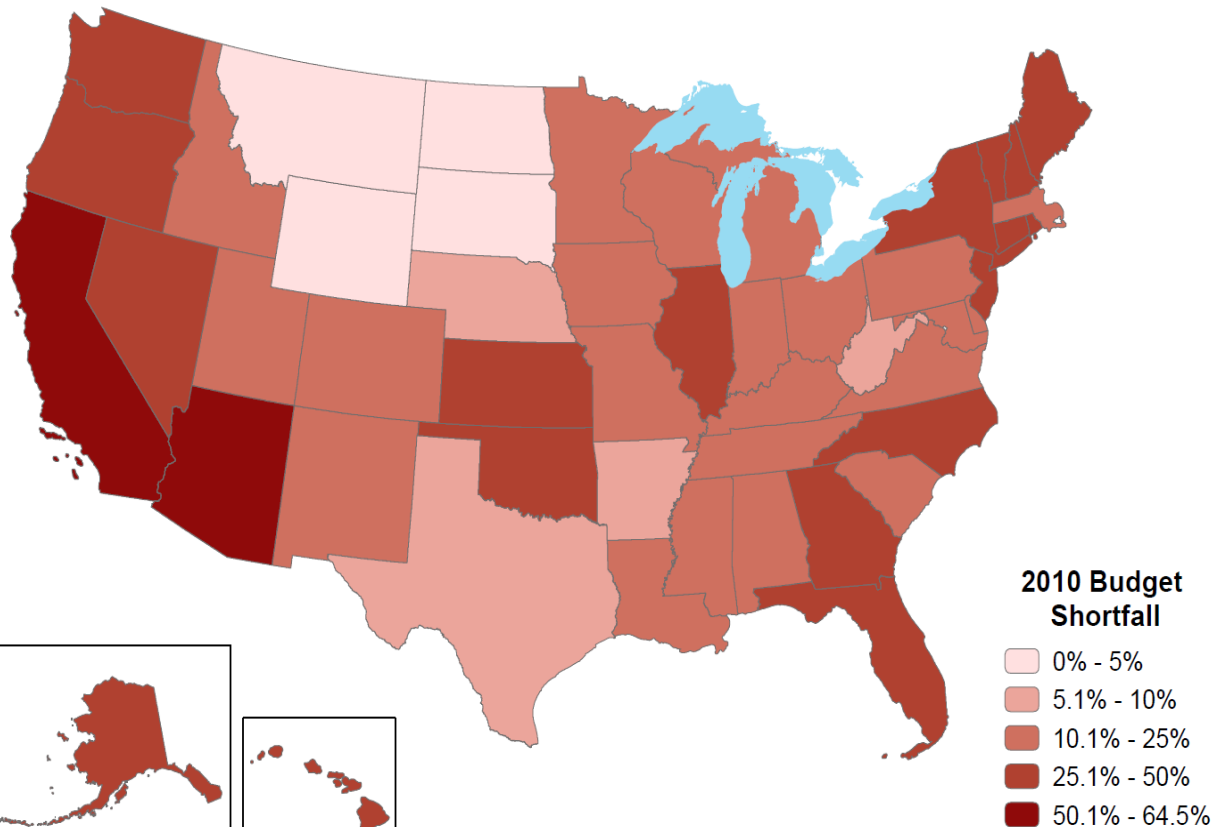 2010 Budget
Shortfall
0% - 5%
5.1% - 10%
10.1% - 25%
25.1% - 50%
50.1% - 64.5%